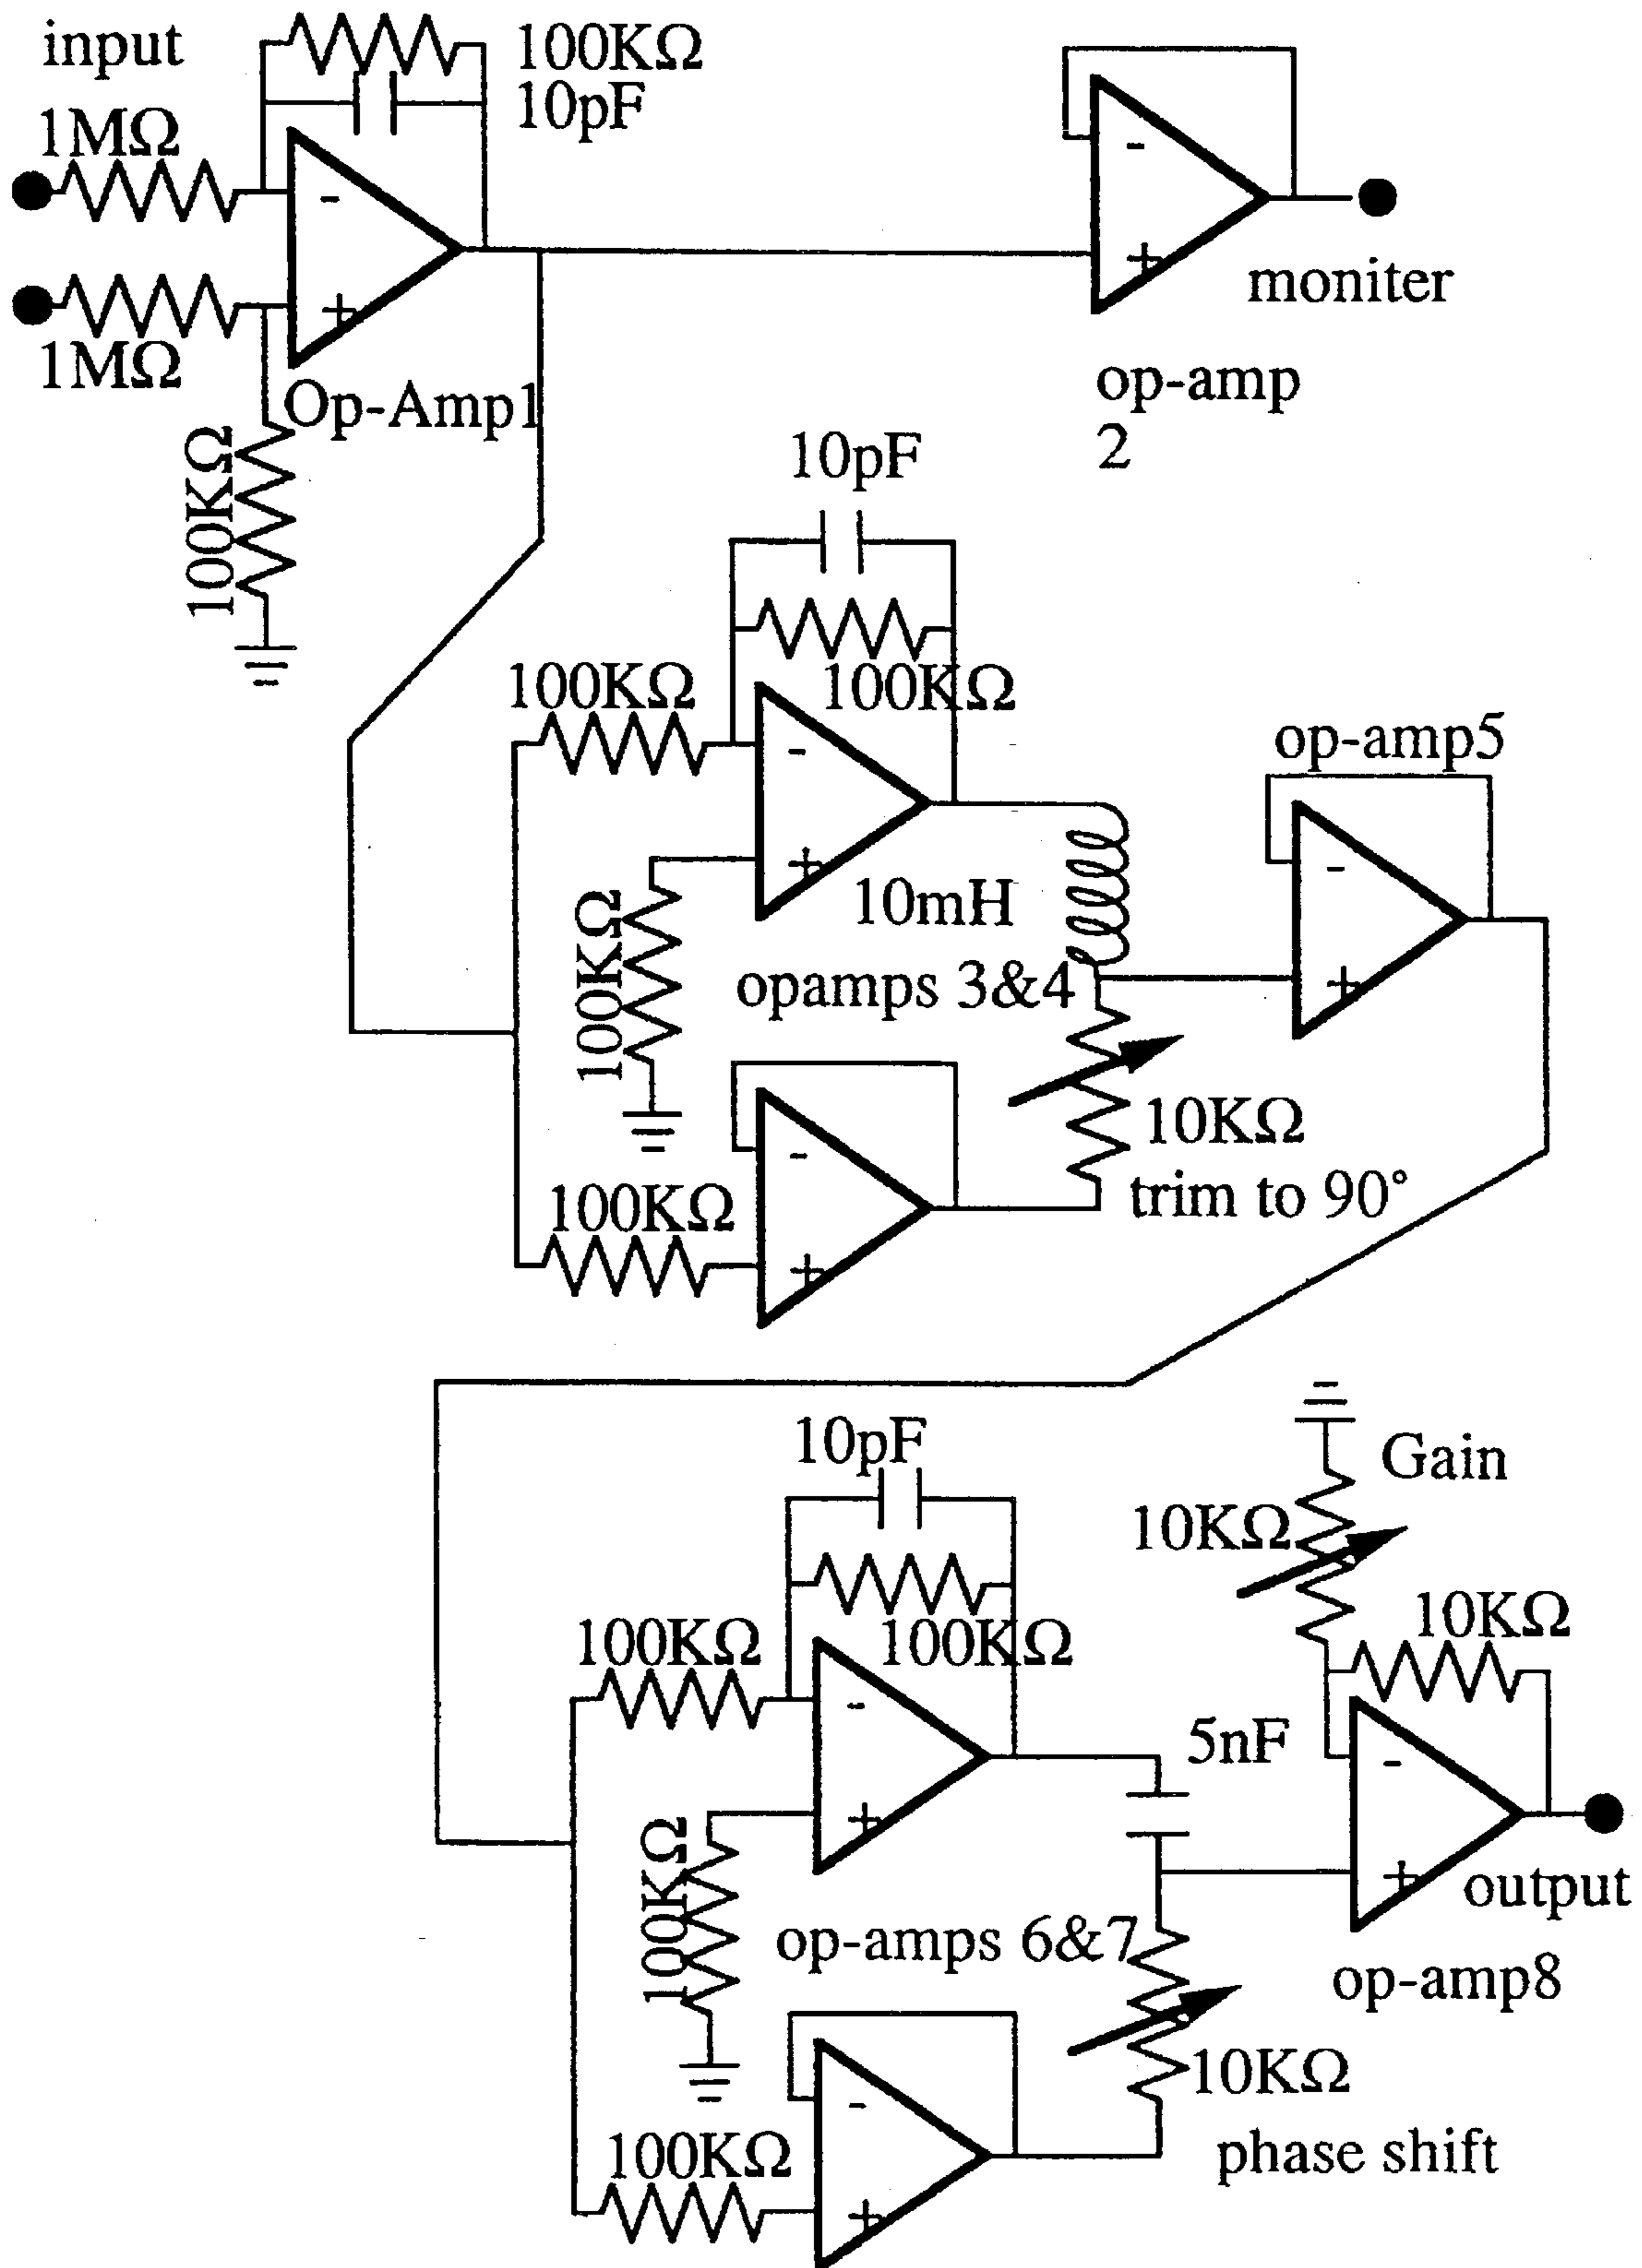 input
100KΩ
10pF
1MΩ
-
-
+
+
moniter
1MΩ
Op-Amp1
op-amp
2
100KΩ
10pF
100KΩ
100KΩ
op-amp5
-
-
+
10mH
100KΩ
opamps 3&4
+
10KΩ
-
trim to 90°
100KΩ
+
10pF
Gain
10KΩ
10KΩ
100KΩ
100KΩ
-
5nF
-
+
100KΩ
+
output
op-amps 6&7
op-amp8
10KΩ
-
phase shift
100KΩ
+